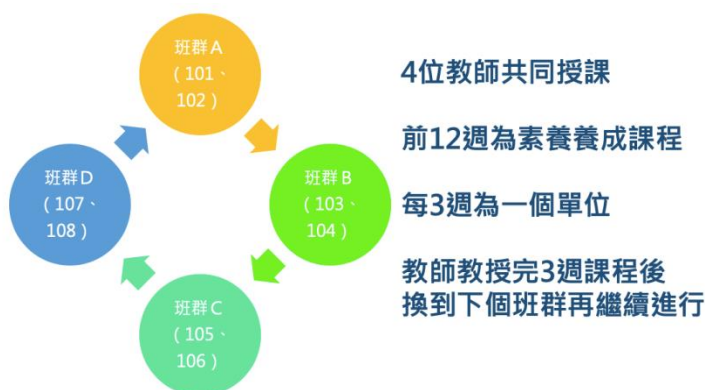 班群A
(101、
102)
班群B
(103、
104)
班群C
(105、
106)
班群D
(107、
108)
4位教師共同授課
前12週為素養養成課程
每3週為一個單位
教師教授完3週課程後
換到下個班群再繼續進行